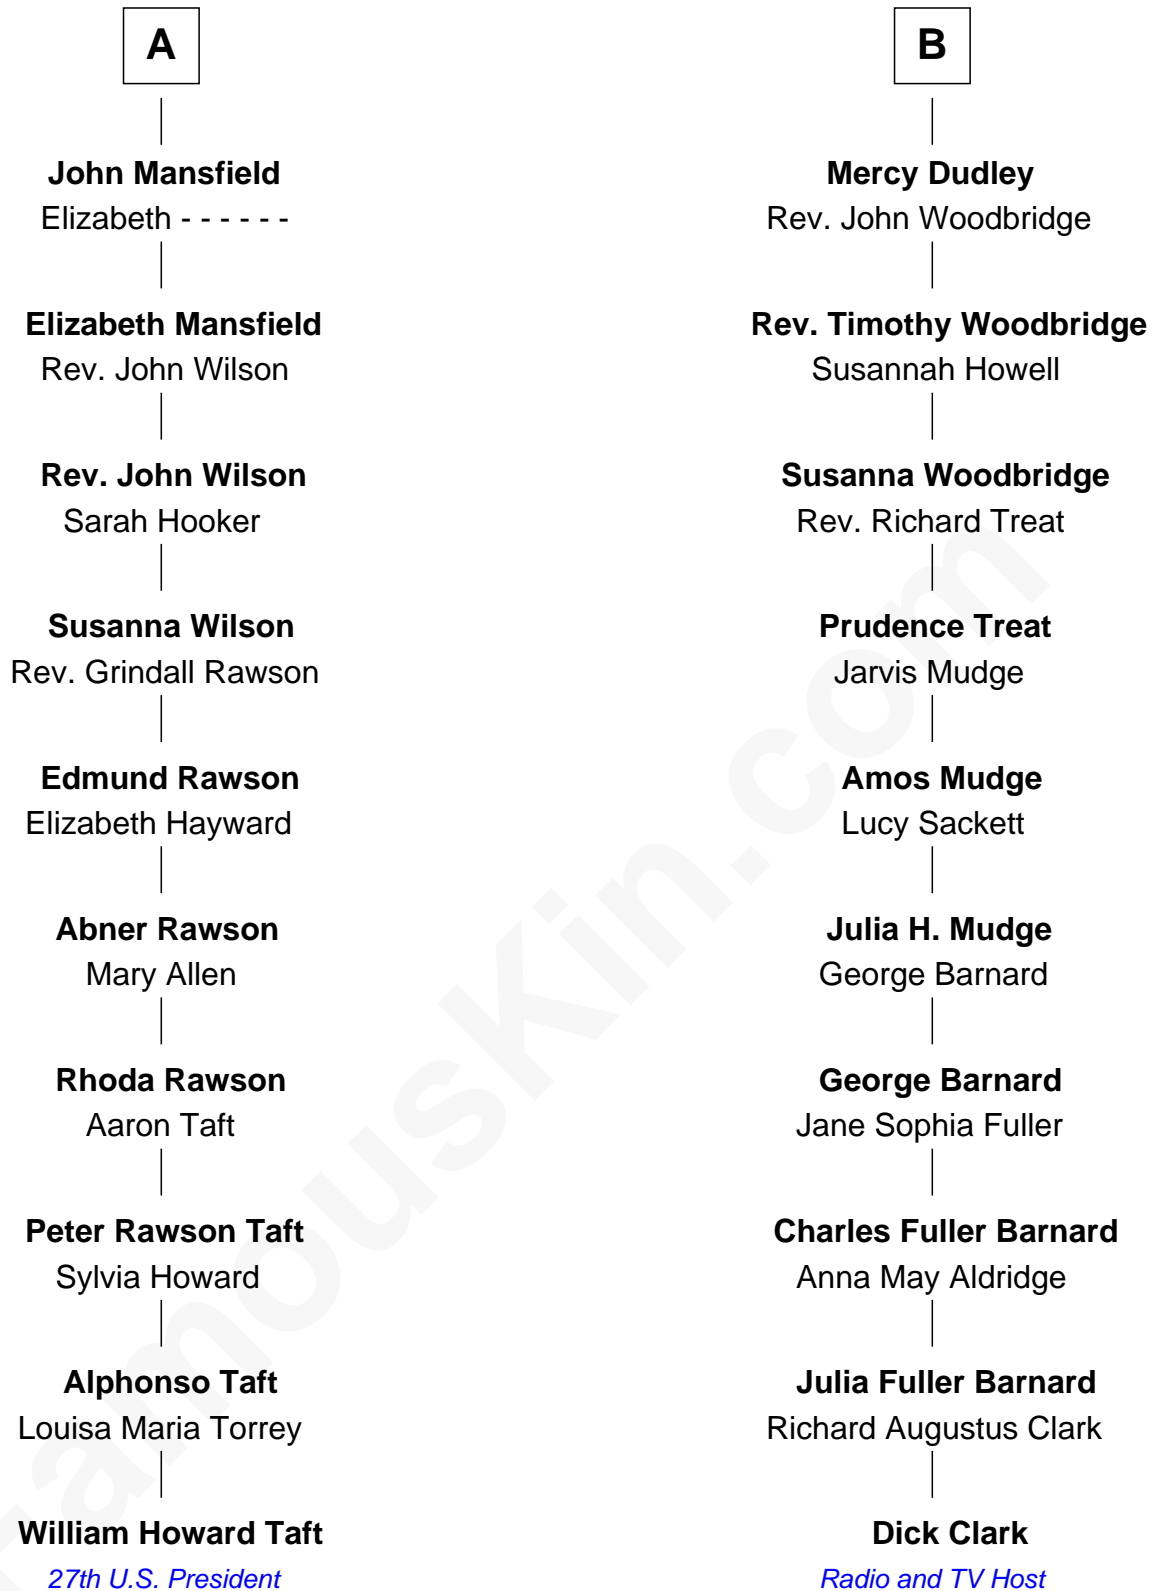 A
John Mansfield
Elizabeth - - - - - -
Elizabeth Mansfield
Rev. John Wilson
Rev. John Wilson
Sarah Hooker
Susanna Wilson
Rev. Grindall Rawson
Edmund Rawson
Elizabeth Hayward
Abner Rawson
Mary Allen
Rhoda Rawson
Aaron Taft
Peter Rawson Taft
Sylvia Howard
Alphonso Taft
Louisa Maria Torrey
William Howard Taft
27th U.S. President
B
Mercy Dudley
Rev. John Woodbridge
Rev. Timothy Woodbridge
Susannah Howell
Susanna Woodbridge
Rev. Richard Treat
Prudence Treat
Jarvis Mudge
Amos Mudge
Lucy Sackett
Julia H. Mudge
George Barnard
George Barnard
Jane Sophia Fuller
Charles Fuller Barnard
Anna May Aldridge
Julia Fuller Barnard
Richard Augustus Clark
Dick Clark
Radio and TV Host
FamousKin.com